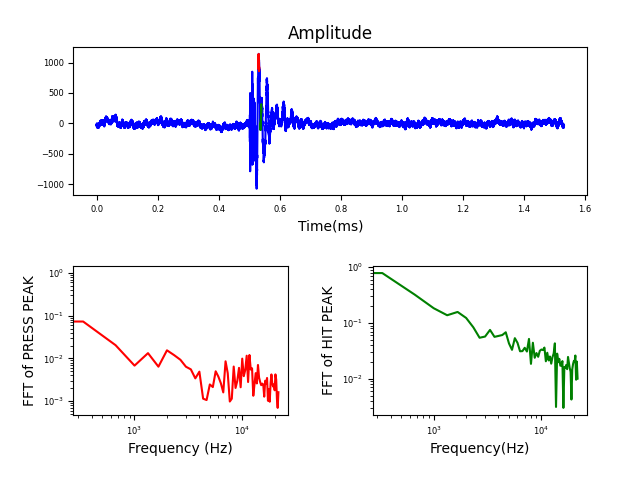 Amplitude
1000
500
0
−500
−1000
0.0 0.2 0.4 0.6 0.8 1.0 1.2 1.4 1.6
Time(ms)
FFT of PRESS PEAK
10⁰
10⁻¹
10⁻²
10⁻³
10³ 10⁴
Frequency (Hz)
FFT of HIT PEAK
10⁰
10⁻¹
10⁻²
10³ 10⁴
Frequency(Hz)